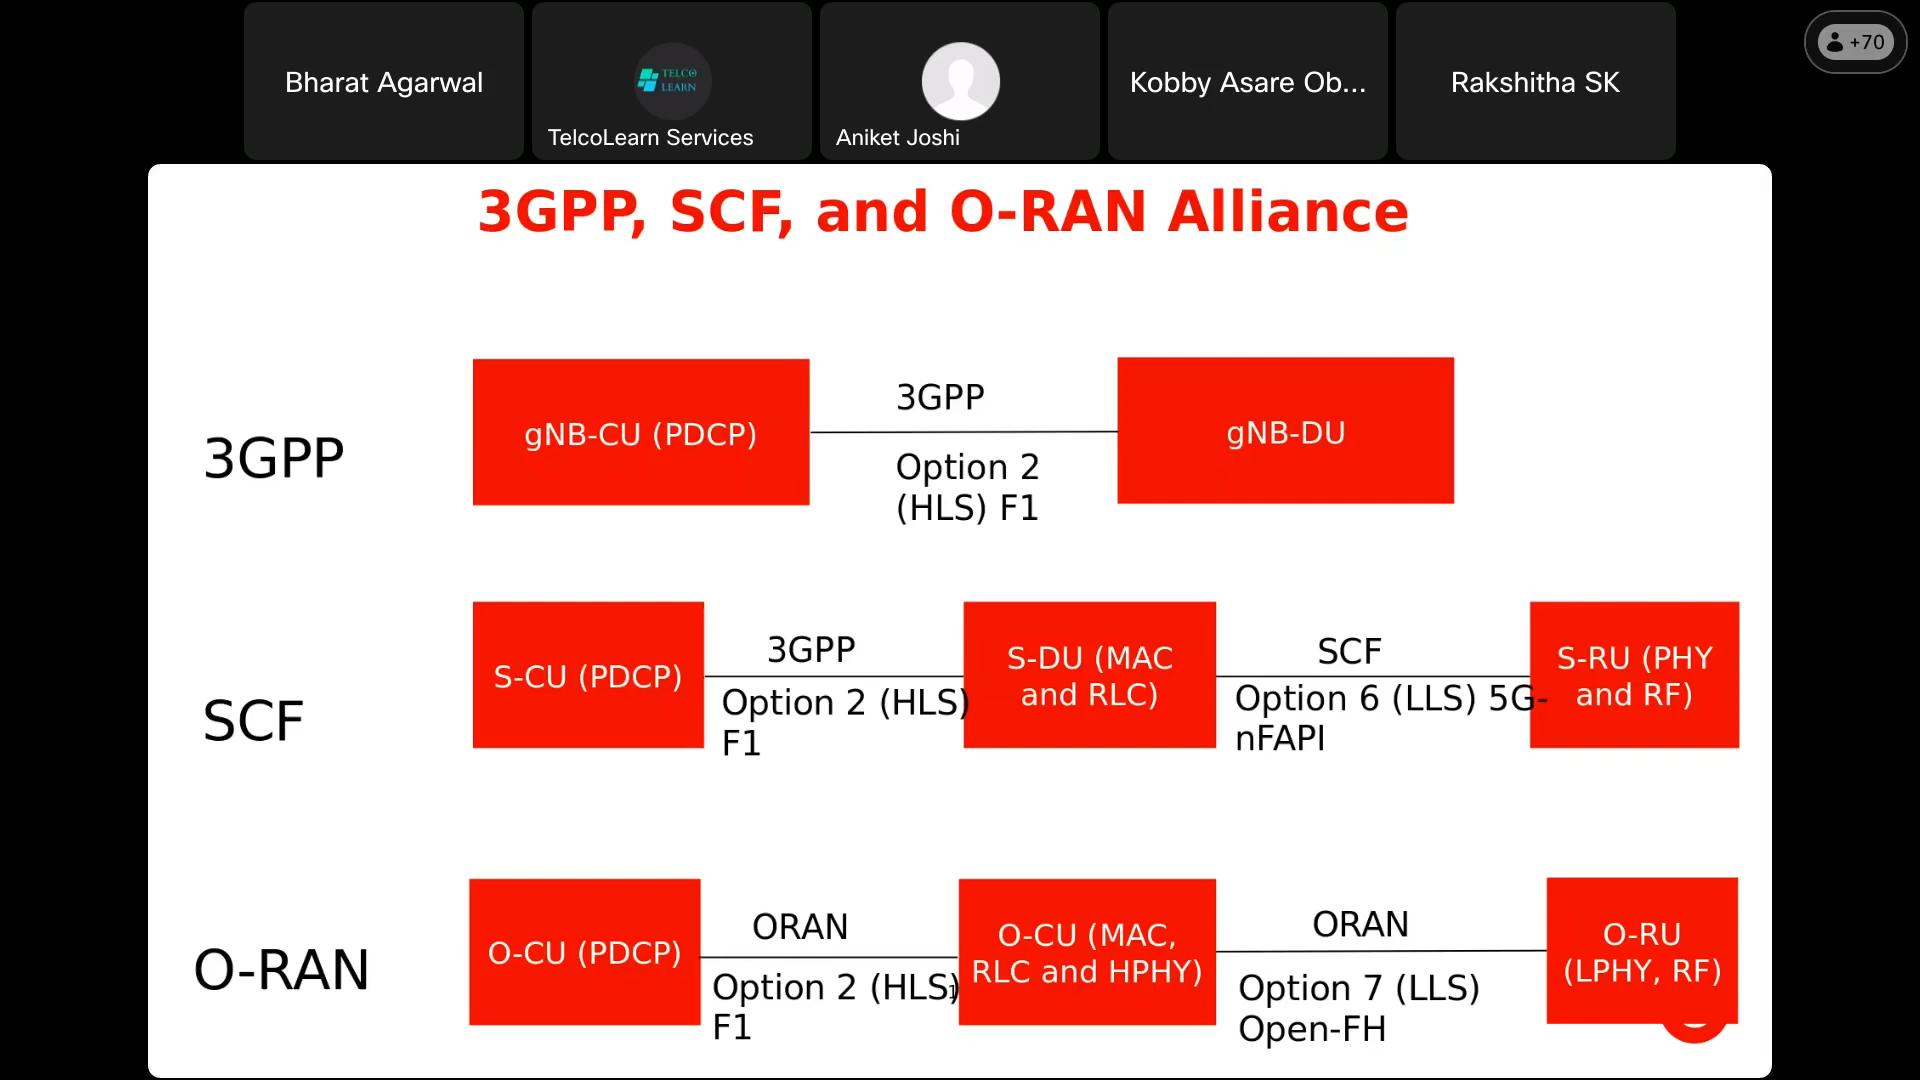 Bharat Agarwal
TELCO
LEARN
TelcoLearn Services
Aniket Joshi
Kobby Asare Ob...
Rakshitha SK
+70
3GPP, SCF, and O-RAN Alliance
3GPP
gNB-CU (PDCP)
3GPP
Option 2
(HLS) F1
gNB-DU
SCF
S-CU (PDCP)
3GPP
Option 2 (HLS)
F1
S-DU (MAC
and RLC)
SCF
Option 6 (LLS) 5G-
nFAPI
S-RU (PHY
and RF)
O-RAN
O-CU (PDCP)
ORAN
Option 2 (HLS)
F1
O-CU (MAC,
RLC and HPHY)
ORAN
Option 7 (LLS)
Open-FH
O-RU
(LPHY, RF)